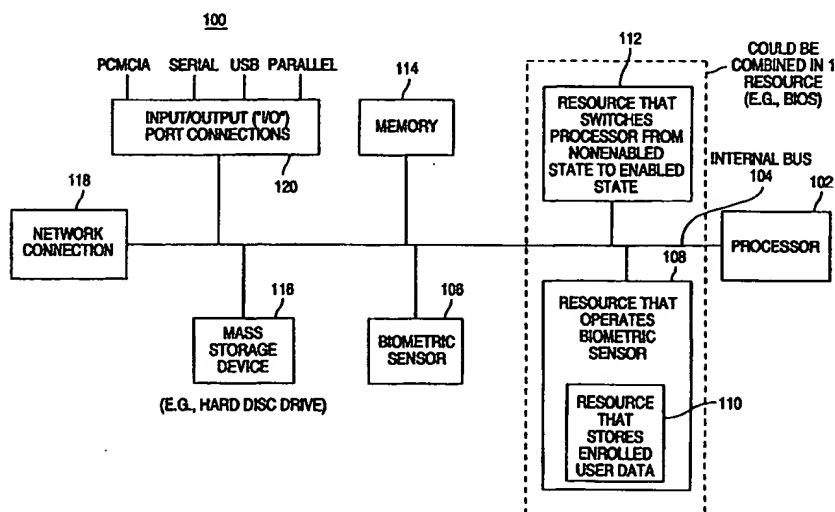 100
PCMCIA SERIAL USB PARALLEL
INPUT/OUTPUT ("I/O")
PORT CONNECTIONS
120
114
MEMORY
112
RESOURCE THAT
SWITCHES
PROCESSOR FROM
NONENABLED
STATE TO ENABLED
STATE
COULD BE
COMBINED IN 1
RESOURCE
(E.G., BIOS)
118
NETWORK
CONNECTION
INTERNAL BUS
104
102
PROCESSOR
116
MASS
STORAGE
DEVICE
(E.G., HARD DISC DRIVE)
106
BIOMETRIC
SENSOR
108
RESOURCE THAT
OPERATES
BIOMETRIC
SENSOR
110
RESOURCE
THAT
STORES
ENROLLED
USER DATA